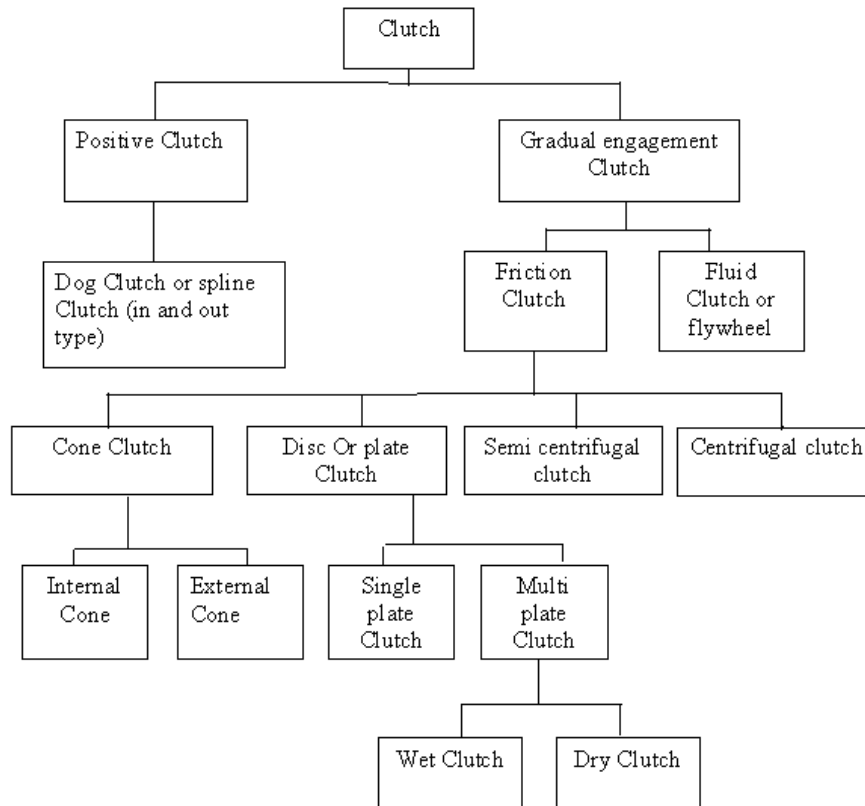 Clutch
Positive Clutch
Gradual engagement
Clutch
Dog Clutch or spline
Clutch (in and out
type)
Friction
Clutch
Fluid
Clutch or
flywheel
Cone Clutch
Disc Or plate
Clutch
Semi centrifugal
clutch
Centrifugal clutch
Internal
Cone
External
Cone
Single
plate
Clutch
Multi
plate
Clutch
Wet Clutch
Dry Clutch